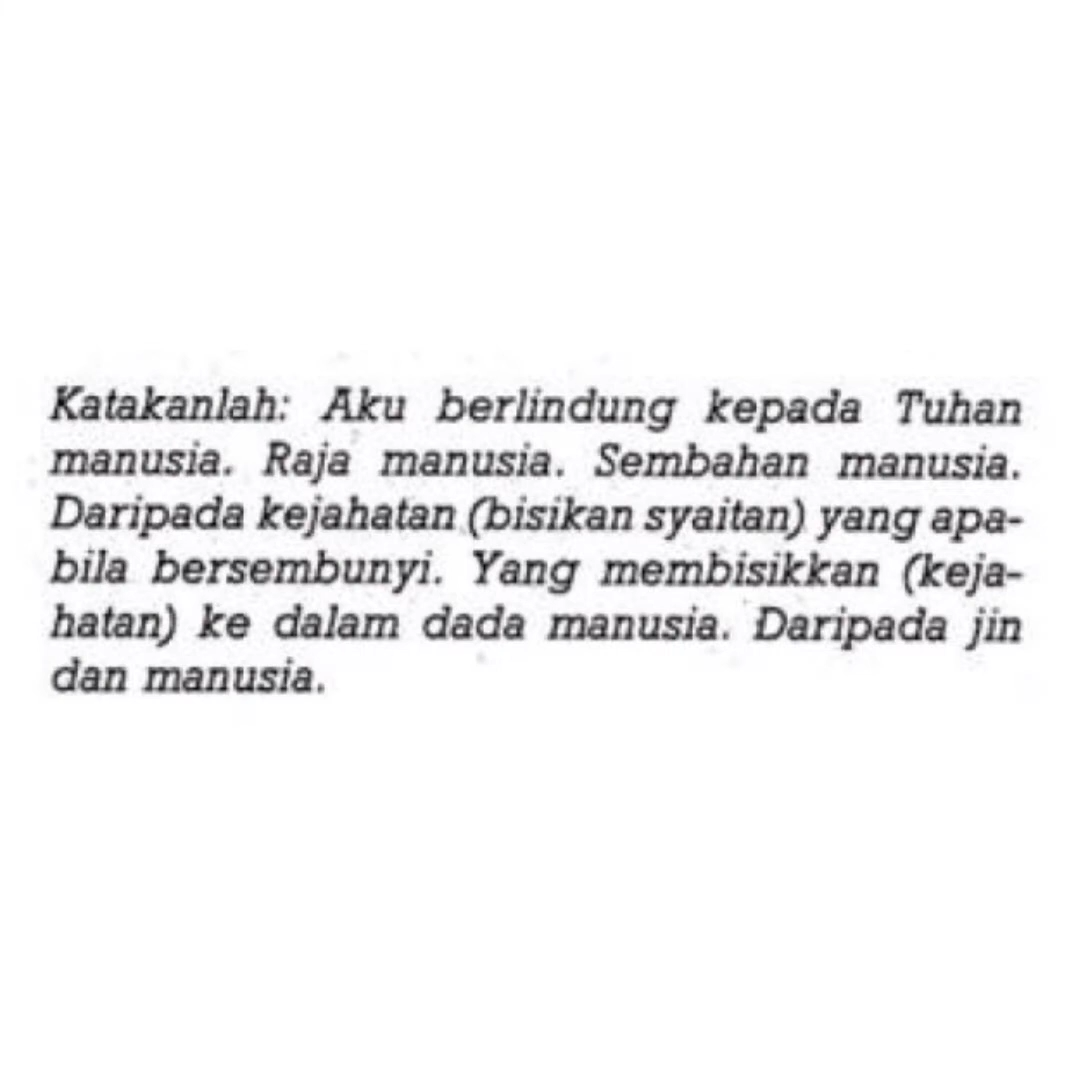 Katakanlah: Aku berlindung kepada Tuhan
manusia. Raja manusia. Sembahan manusia.
Daripada kejahatan (bisikan syaitan) yang apa-
bila bersembunyi. Yang membisikkan (keja-
hatan) ke dalam dada manusia. Daripada jin
dan manusia.